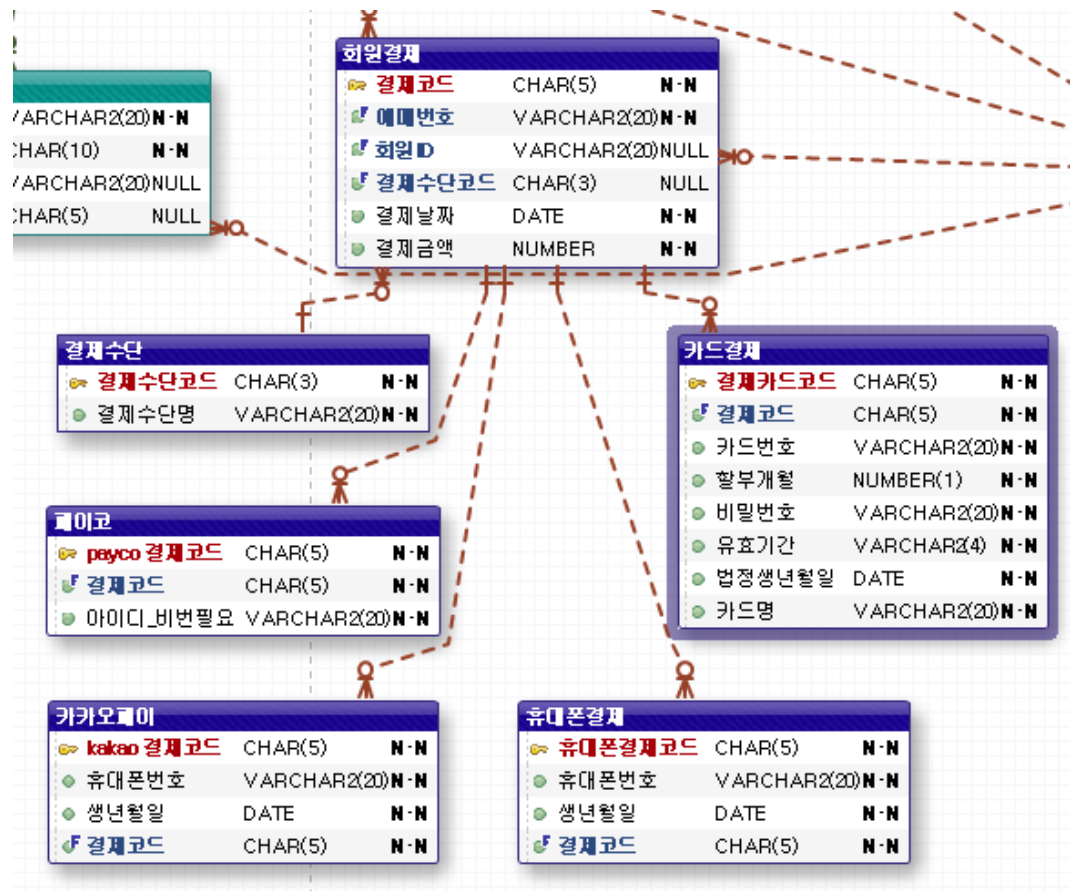 회원결제
결제코드 CHAR(5) N-N
예매번호 VARCHAR2(20) N-N
회원ID VARCHAR2(20) NULL
결제수단코드 CHAR(3) NULL
결제날짜 DATE N-N
결제금액 NUMBER N-N
VARCHAR2(20) N-N
CHAR(10) N-N
VARCHAR2(20) NULL
CHAR(5) NULL
결제수단
결제수단코드 CHAR(3) N-N
결제수단명 VARCHAR2(20) N-N
카드결제
결제카드코드 CHAR(5) N-N
결제코드 CHAR(5) N-N
카드번호 VARCHAR2(20) N-N
할부개월 NUMBER(1) N-N
비밀번호 VARCHAR2(20) N-N
유효기간 VARCHAR2(4) N-N
법정생년월일 DATE N-N
카드명 VARCHAR2(20) N-N
페이코
payco 결제코드 CHAR(5) N-N
결제코드 CHAR(5) N-N
아이디_비번필요 VARCHAR2(20) N-N
카카오페이
kakao 결제코드 CHAR(5) N-N
휴대폰번호 VARCHAR2(20) N-N
생년월일 DATE N-N
결제코드 CHAR(5) N-N
휴대폰결제
휴대폰결제코드 CHAR(5) N-N
휴대폰번호 VARCHAR2(20) N-N
생년월일 DATE N-N
결제코드 CHAR(5) N-N